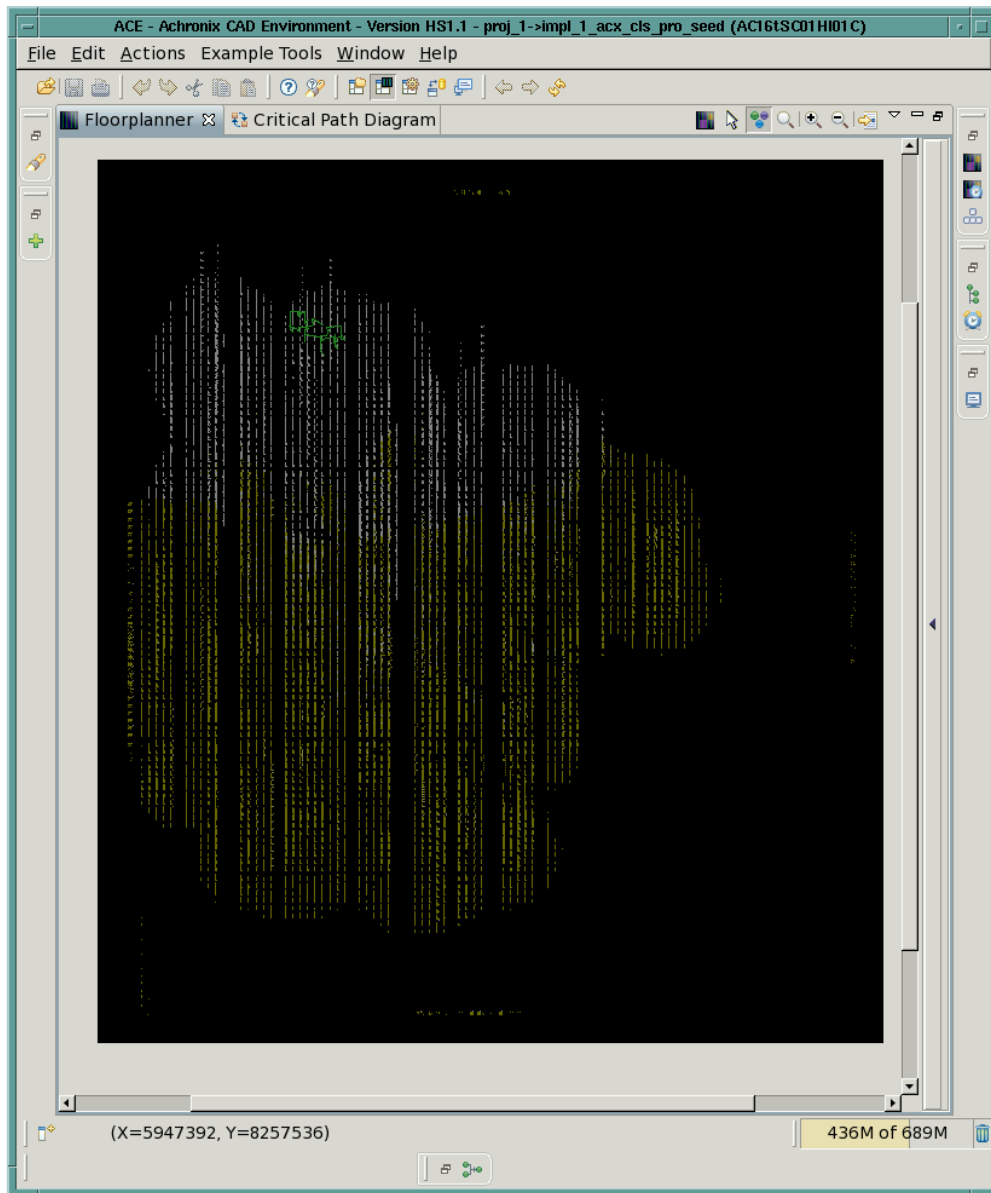 ACE - Achronix CAD Environment - Version HS1.1 - proj_1->impl_1_acx_cls_pro_seed (AC16tSC01HI01C)
File Edit Actions Example Tools Window Help
Floorplanner Critical Path Diagram
(X=5947392, Y=8257536) 436M of 689M